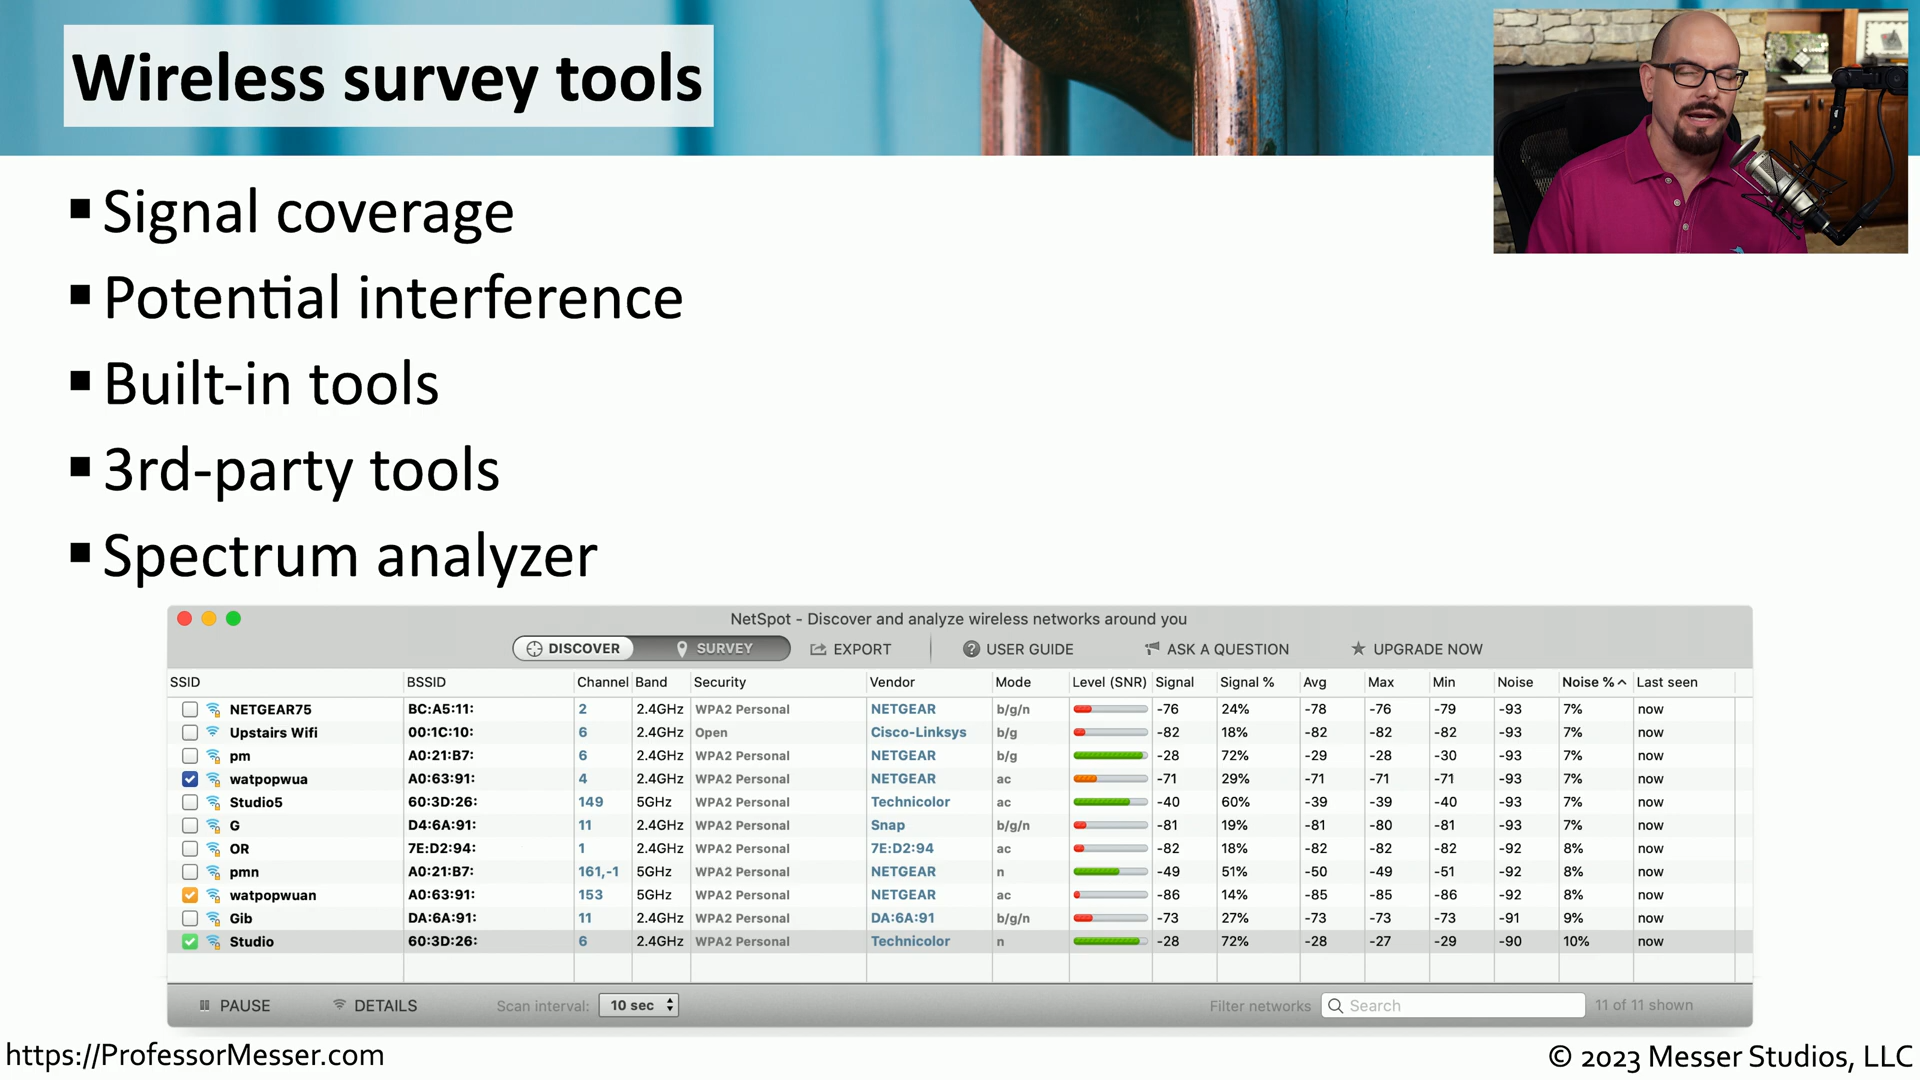 Wireless survey tools
Signal coverage
Potential interference
Built-in tools
3rd-party tools
Spectrum analyzer
NetSpot - Discover and analyze wireless networks around you
DISCOVER SURVEY EXPORT USER GUIDE ASK A QUESTION UPGRADE NOW
SSID BSSID Channel Band Security Vendor Mode Level (SNR) Signal Signal % Avg Max Min Noise Noise % Last seen
NETGEAR75 BC:A5:11: 2 2.4GHz WPA2 Personal NETGEAR b/g/n -76 24% -78 -76 -79 -93 7% now
Upstairs Wifi 00:1C:10: 6 2.4GHz Open Cisco-Linksys b/g -82 18% -82 -82 -82 -93 7% now
pm A0:21:B7: 6 2.4GHz WPA2 Personal NETGEAR b/g -28 72% -29 -28 -30 -93 7% now
watpopwua A0:63:91: 4 2.4GHz WPA2 Personal NETGEAR ac -71 29% -71 -71 -71 -93 7% now
Studio5 60:3D:26: 149 5GHz WPA2 Personal Technicolor ac -40 60% -39 -39 -40 -93 7% now
G D4:6A:91: 11 2.4GHz WPA2 Personal Snap b/g/n -81 19% -81 -80 -81 -93 7% now
OR 7E:D2:94: 1 2.4GHz WPA2 Personal 7E:D2:94 ac -82 18% -82 -82 -82 -92 8% now
pmn A0:21:B7: 161,-1 5GHz WPA2 Personal NETGEAR n -49 51% -50 -49 -51 -92 8% now
watpopwuan A0:63:91: 153 5GHz WPA2 Personal NETGEAR ac -86 14% -85 -85 -86 -92 8% now
Gib DA:6A:91: 11 2.4GHz WPA2 Personal DA:6A:91 b/g/n -73 27% -73 -73 -73 -91 9% now
Studio 60:3D:26: 6 2.4GHz WPA2 Personal Technicolor n -28 72% -28 -27 -29 -90 10% now
PAUSE DETAILS Scan interval: 10 sec Filter networks Search 11 of 11 shown
https://ProfessorMesser.com © 2023 Messer Studios, LLC